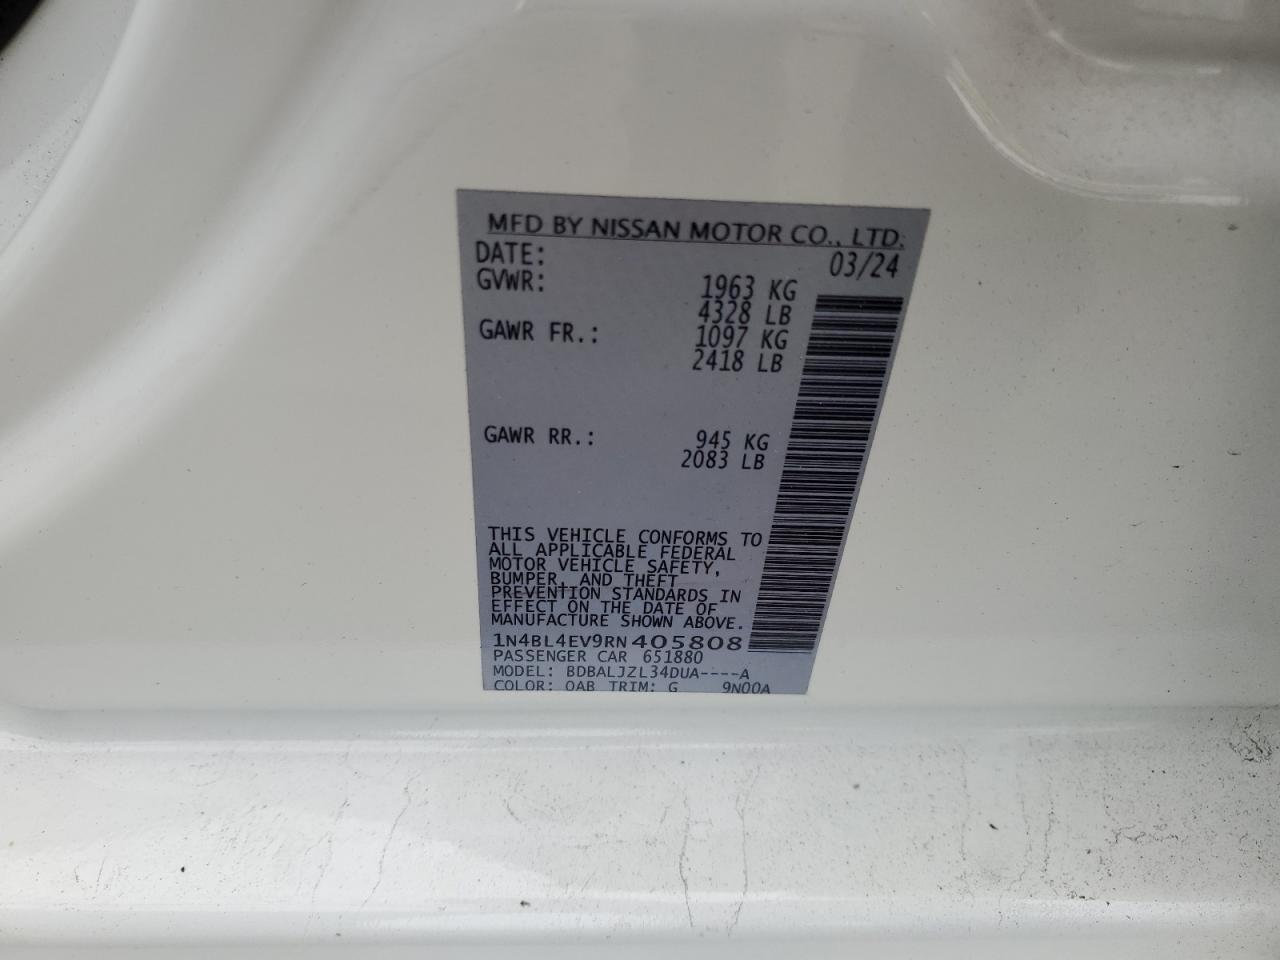 MFD BY NISSAN MOTOR CO., LTD.
DATE: 03/24
GVWR: 1963 KG
4328 LB
GAWR FR.: 1097 KG
2418 LB
GAWR RR.: 945 KG
2083 LB
THIS VEHICLE CONFORMS TO
ALL APPLICABLE FEDERAL
MOTOR VEHICLE SAFETY,
BUMPER, AND THEFT
PREVENTION STANDARDS IN
EFFECT ON THE DATE OF
MANUFACTURE SHOWN ABOVE.
1N4BL4EV9RN405808
PASSENGER CAR 651880
MODEL: BDBALJZL34DUA----A
COLOR: QAB TRIM: G 9N00A